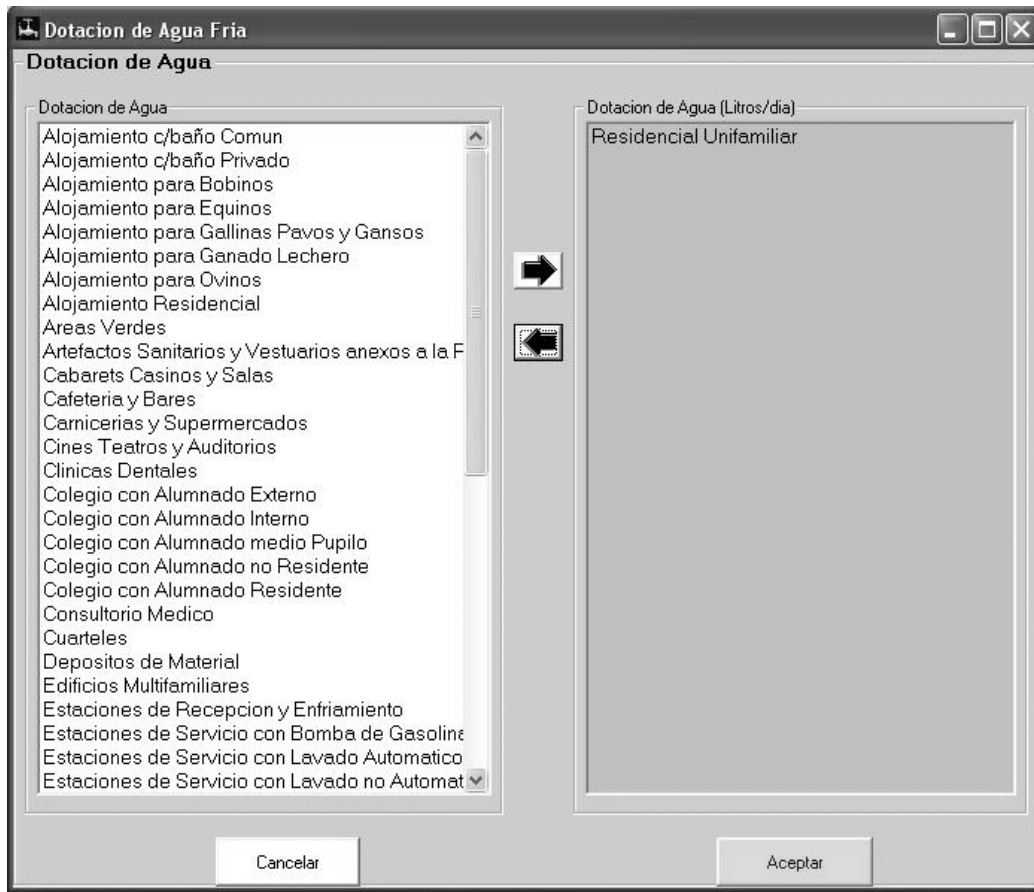 Dotacion de Agua Fria
Dotacion de Agua
Dotacion de Agua
Alojamiento c/baño Comun
Alojamiento c/baño Privado
Alojamiento para Bobinos
Alojamiento para Equinos
Alojamiento para Gallinas Pavos y Gansos
Alojamiento para Ganado Lechero
Alojamiento para Ovinos
Alojamiento Residencial
Areas Verdes
Artefactos Sanitarios y Vestuarios anexos a la P
Cabarets Casinos y Salas
Cafeteria y Bares
Carnicerias y Supermercados
Cines Teatros y Auditorios
Clinicas Dentales
Colegio con Alumnado Externo
Colegio con Alumnado Interno
Colegio con Alumnado medio Pupilo
Colegio con Alumnado no Residente
Colegio con Alumnado Residente
Consultorio Medico
Cuarteles
Depositos de Material
Edificios Multifamiliares
Estaciones de Recepcion y Enfriamiento
Estaciones de Servicio con Bomba de Gasolina
Estaciones de Servicio con Lavado Automatico
Estaciones de Servicio con Lavado no Automat
Dotacion de Agua (Litros/dia)
Residencial Unifamiliar
Cancelar
Aceptar